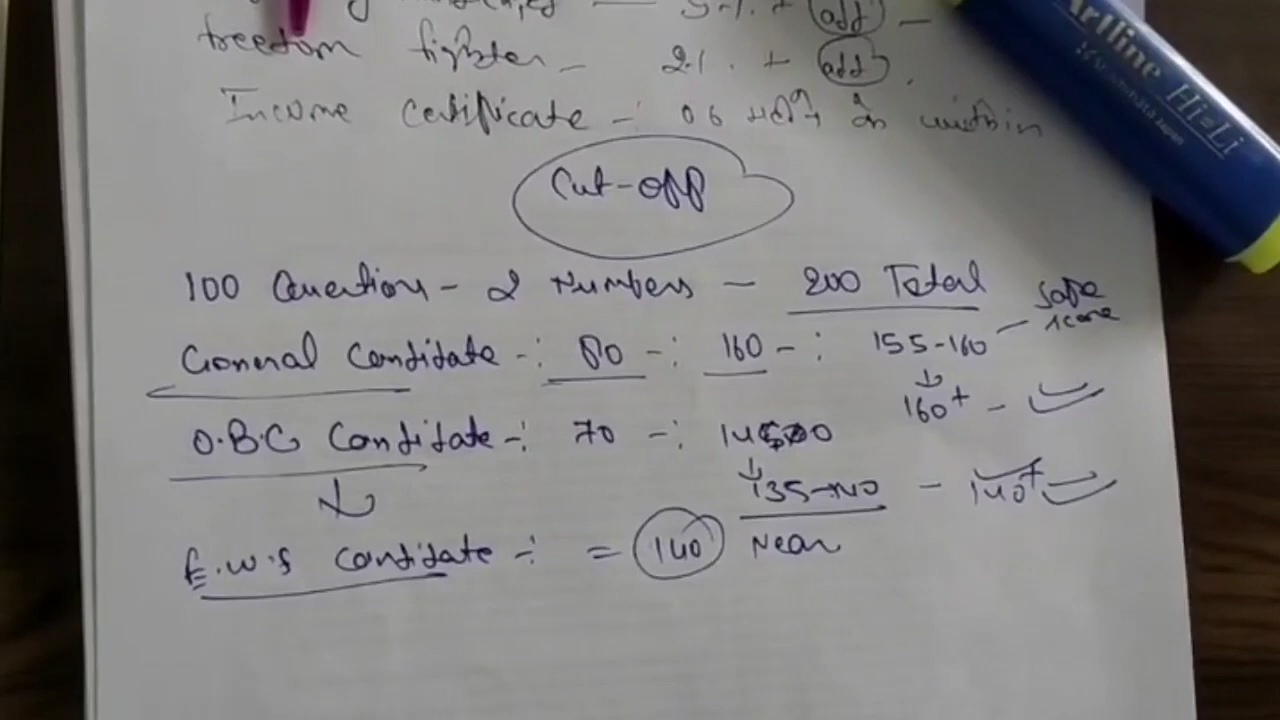 5%. + add -
freedom fighter - 2%. + add.
Income Certificate - : 06 महीने के within
Cut-off
100 Question - 2 Numbers - 200 Total
General Candidate - : 80 - : 160 - : 155-160 - Safe score
↓
160+ -
O.B.C Candidate - : 70 - : 140
↓
135-140 - 140+
E.W.S Candidate - : = 140 Near
Artline Hi-Li